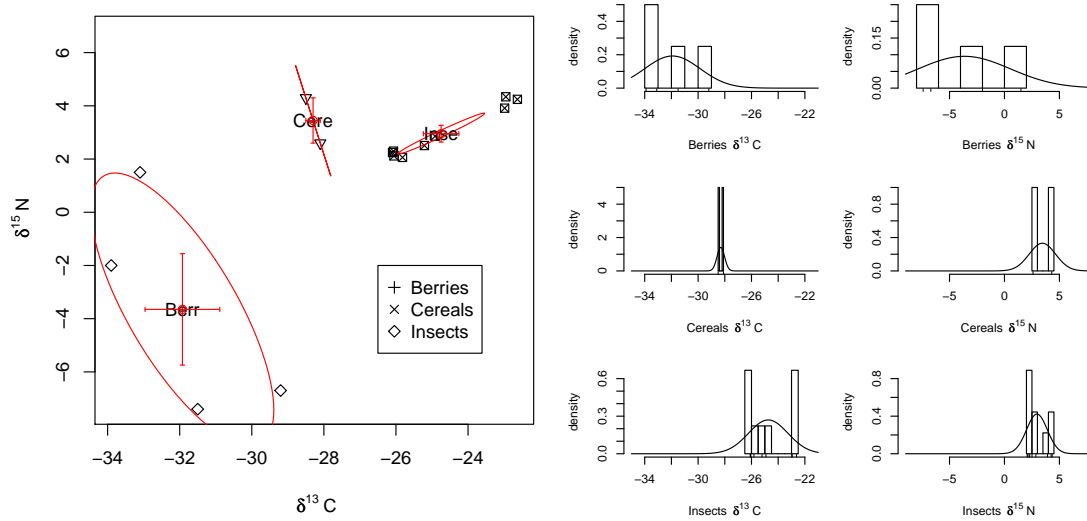 6
4
2
0
−2
−4
−6
δ15 N
Cere
Inse
Berr
Berries
Cereals
Insects
−34 −32 −30 −28 −26 −24
δ13 C
density
0.0 0.2 0.4
−34 −30 −26 −22
Berries δ13 C
density
0.00 0.15
−5 0 5
Berries δ15 N
density
0 2 4
−34 −30 −26 −22
Cereals δ13 C
density
0.0 0.4 0.8
−5 0 5
Cereals δ15 N
density
0.0 0.3 0.6
−34 −30 −26 −22
Insects δ13 C
density
0.0 0.4 0.8
−5 0 5
Insects δ15 N